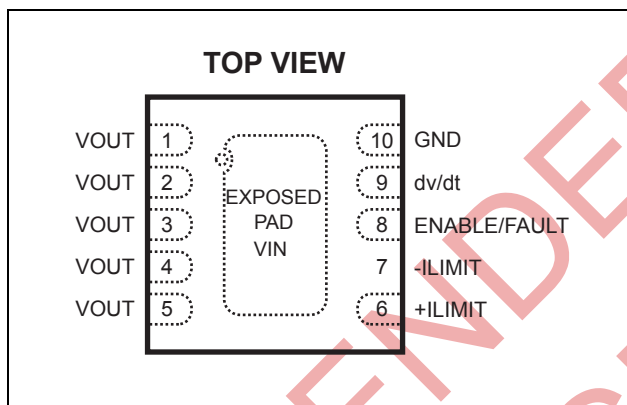 TOP VIEW
VOUT 1 10 GND
VOUT 2 9 dv/dt
EXPOSED
VOUT 3 PAD 8 ENABLE/FAULT
VIN
VOUT 4 7 -ILIMIT
VOUT 5 6 +ILIMIT